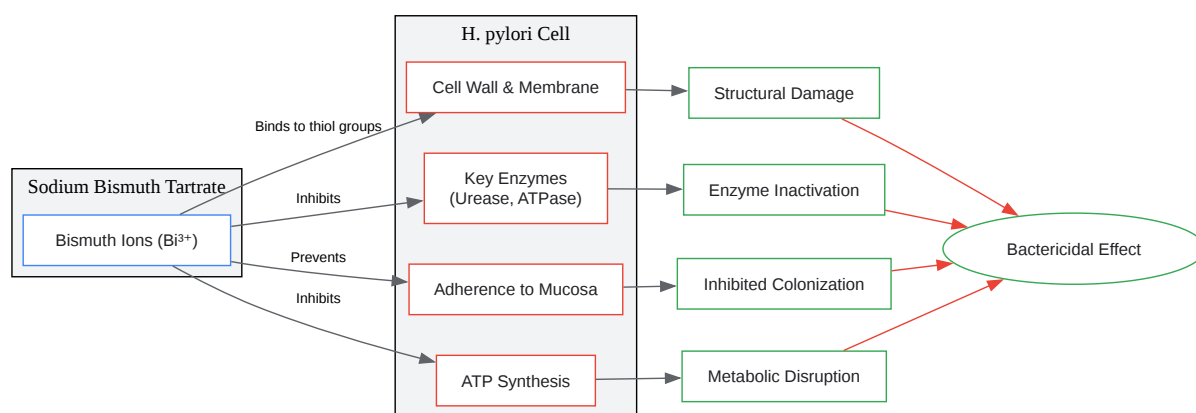 H. pylori Cell
Cell Wall & Membrane
Structural Damage
Binds to thiol groups
Sodium Bismuth Tartrate
Key Enzymes
(Urease, ATPase)
Enzyme Inactivation
Inhibits
Bismuth Ions (Bi³⁺)
Bactericidal Effect
Prevents
Adherence to Mucosa
Inhibited Colonization
Inhibits
ATP Synthesis
Metabolic Disruption